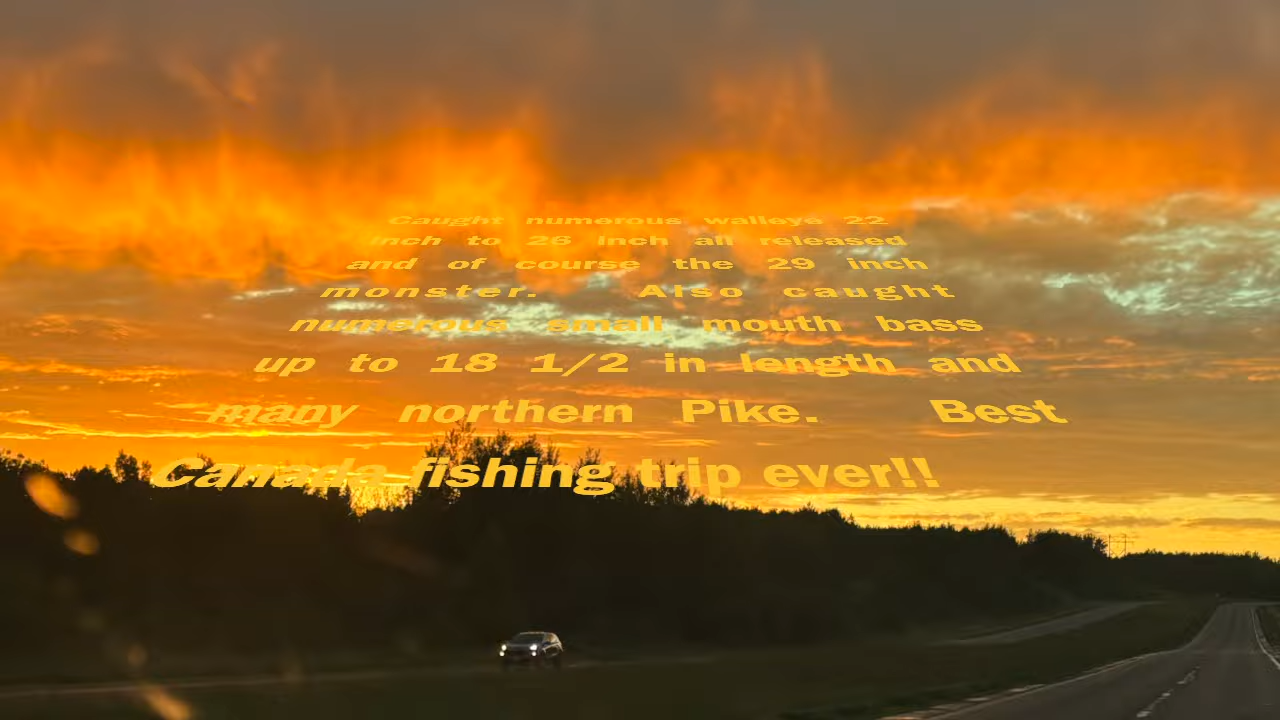 Caught numerous walleye 22
inch to 26 inch all released
and of course the 29 inch
monster. Also caught
numerous small mouth bass
up to 18 1/2 in length and
many northern Pike. Best
Canada fishing trip ever!!